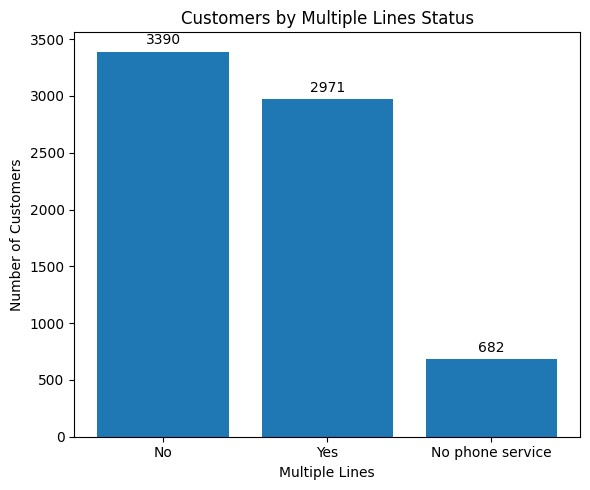 Customers by Multiple Lines Status
3500
3000
2500
2000
1500
1000
500
0
Number of Customers
3390
2971
682
No
Yes
No phone service
Multiple Lines